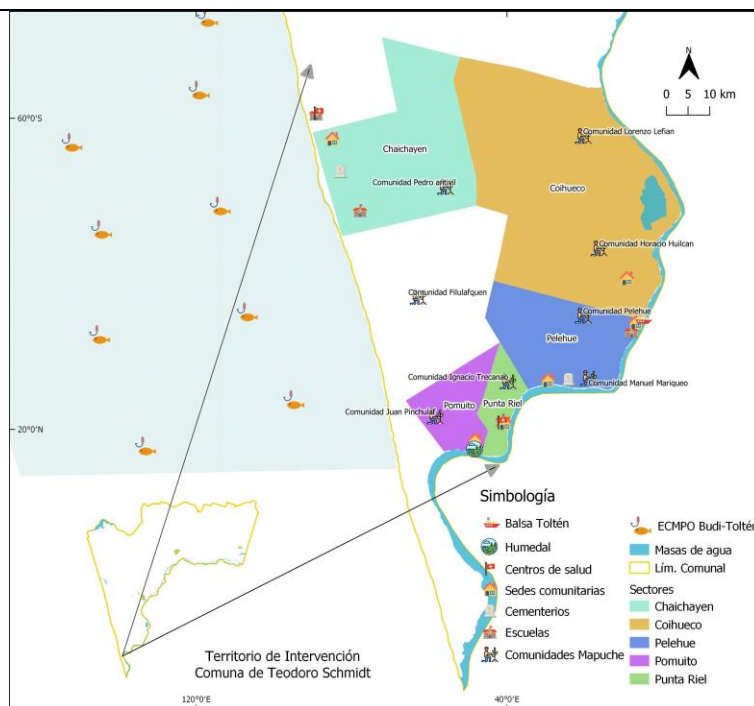 N
0 5 10 km
60°0'S
Chaichayen
Comunidad Lorenzo Lefian
Coihueco
Comunidad Horacio Huilcan
Comunidad Filulafquen
Comunidad Pelehue
Pelehue
Comunidad Ignacio Trecanao
Comunidad Manuel Mariqueo
Punta Riel
Pomuito
Comunidad Juan Pinchulaf
20°0'N
Simbología
Balsa Toltén
Humedal
Centros de salud
Sedes comunitarias
Cementerios
Escuelas
Comunidades Mapuche
ECMPO Budi-Toltén
Masas de agua
Lím. Comunal
Sectores
Chaichayen
Coihueco
Pelehue
Pomuito
Punta Riel
Territorio de Intervención
Comuna de Teodoro Schmidt
120°0'E
40°0'E